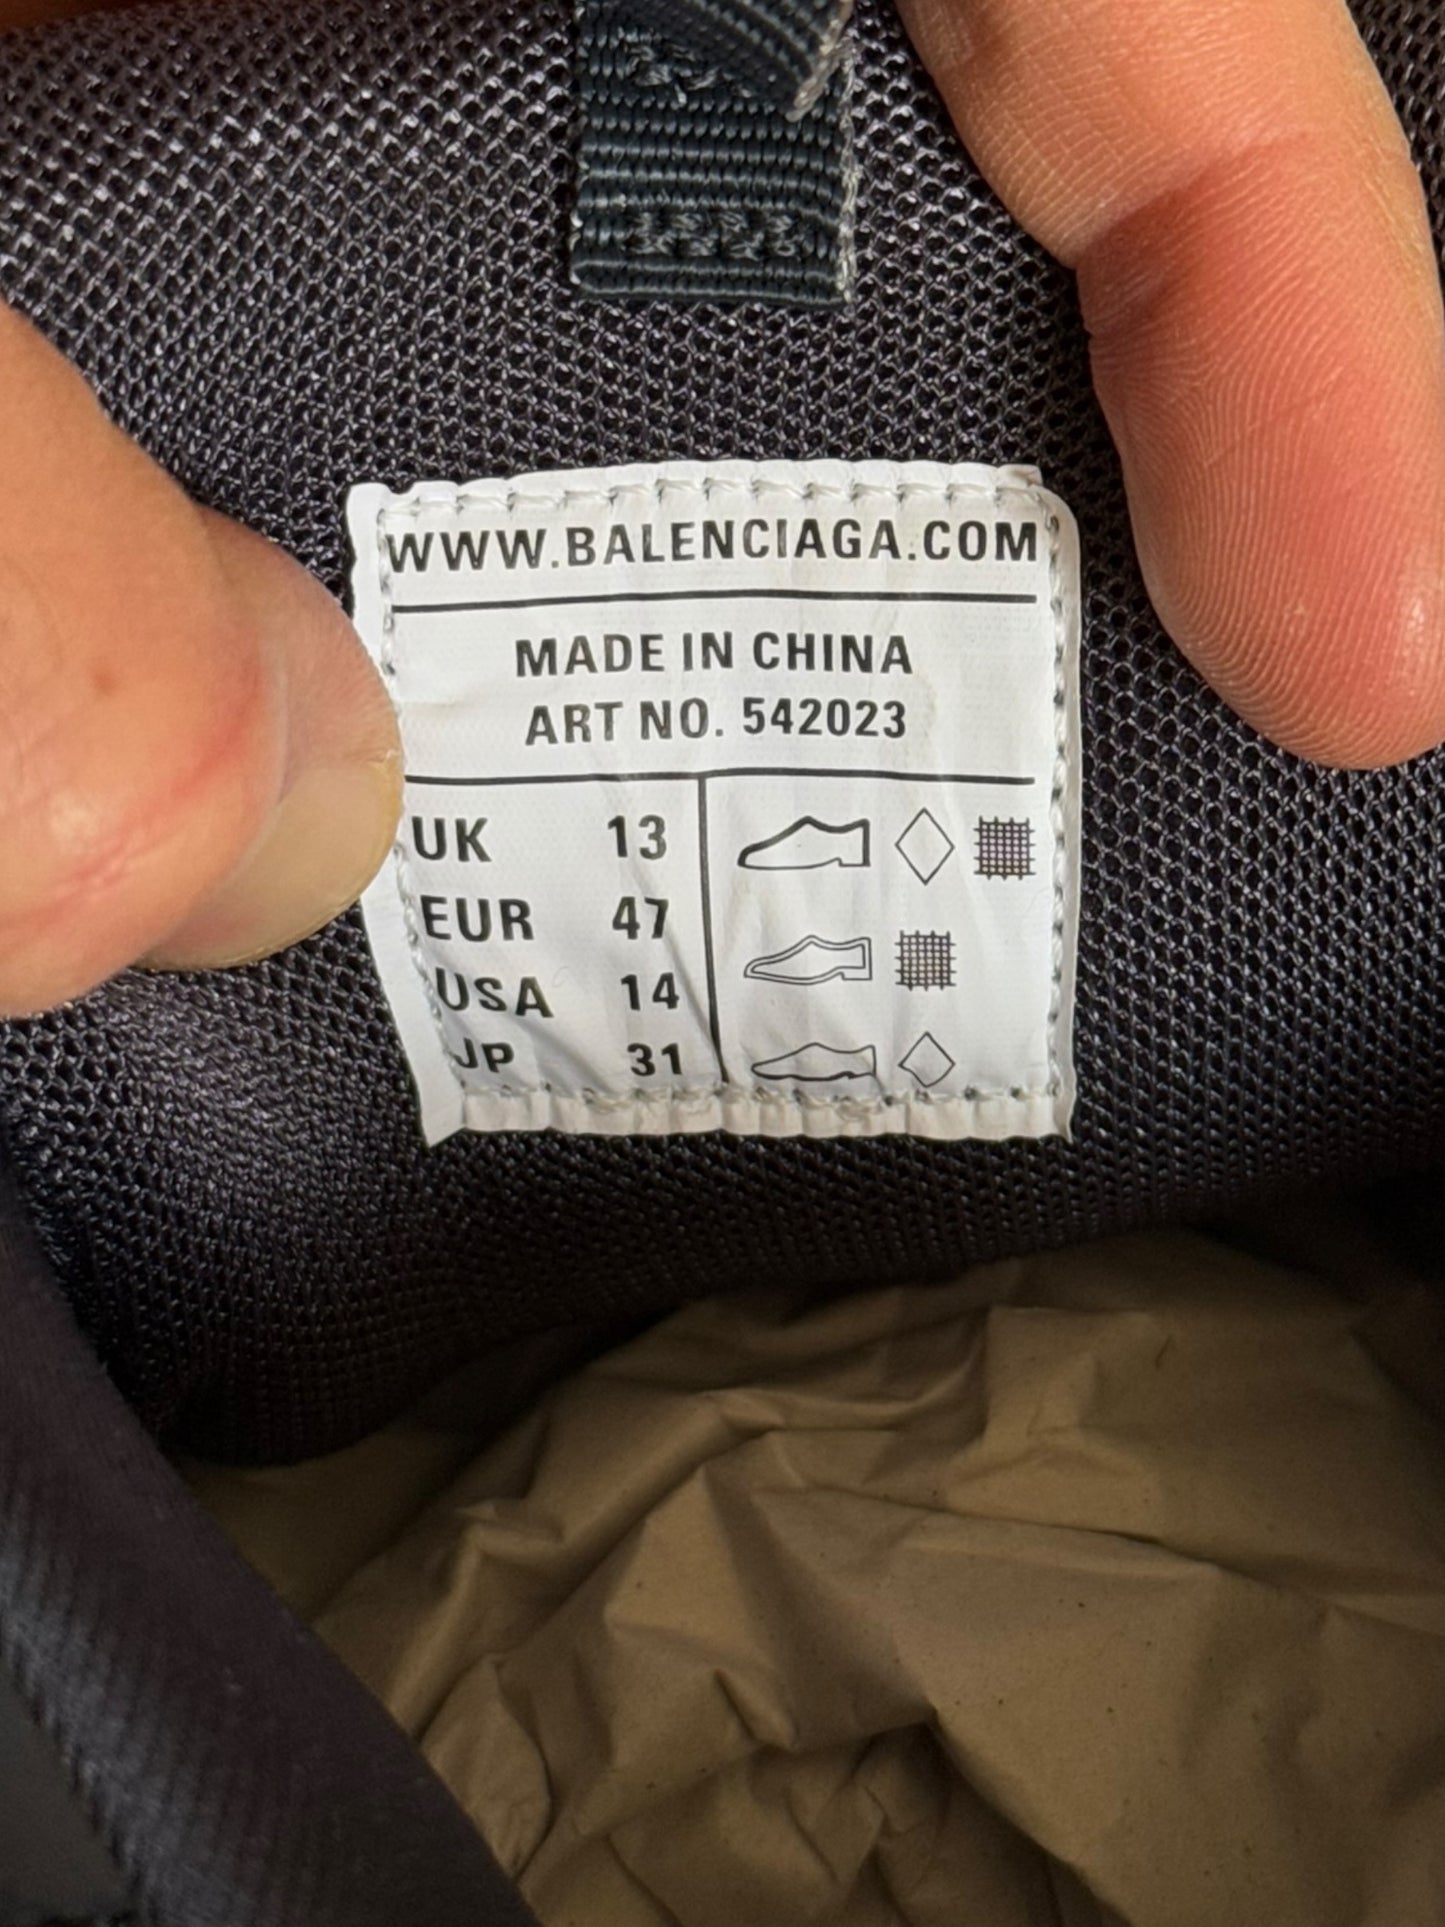 WWW.BALENCIAGA.COM
MADE IN CHINA
ART NO. 542023
UK 13
EUR 47
USA 14
JP 31